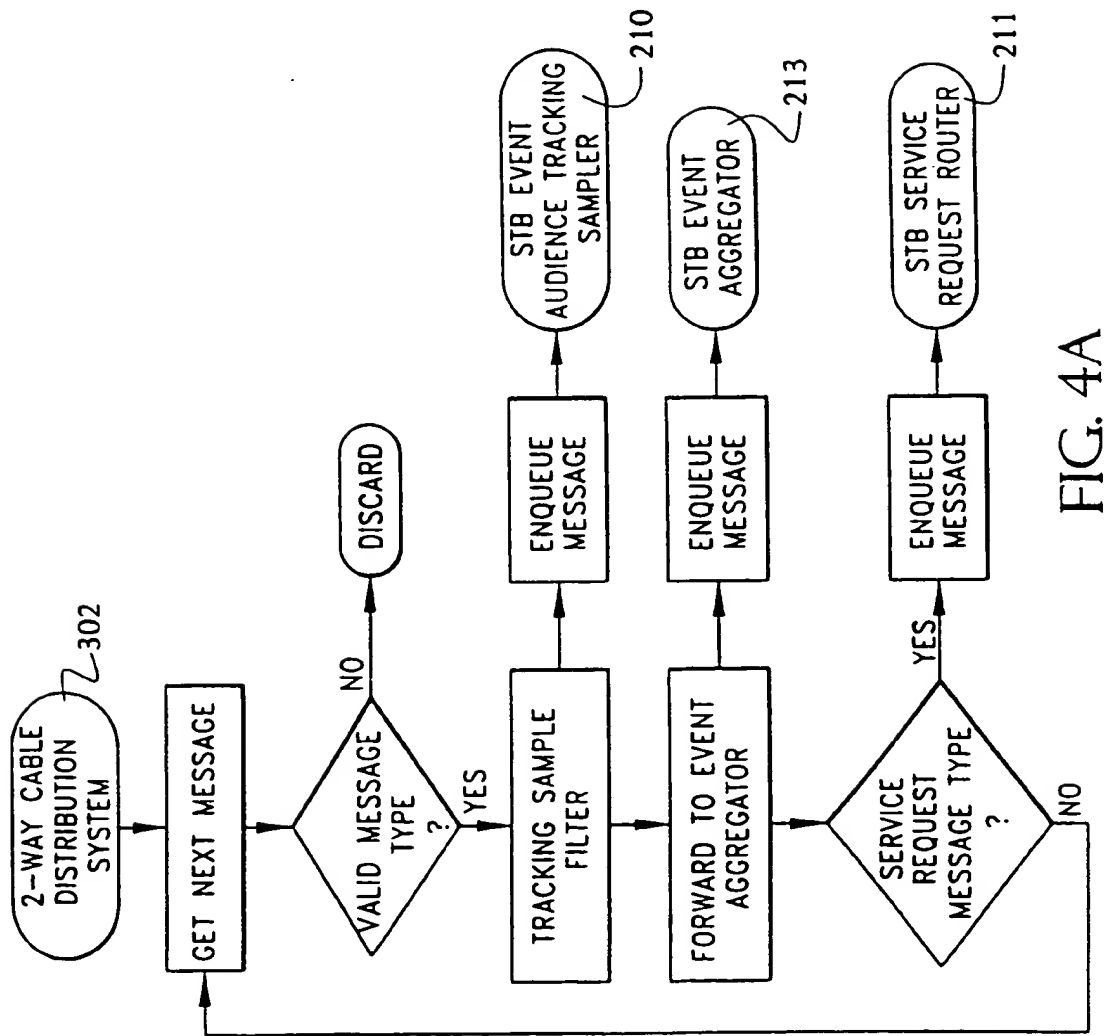 2-WAY CABLE
DISTRIBUTION
SYSTEM
302
GET NEXT MESSAGE
VALID MESSAGE
TYPE
?
NO
DISCARD
YES
TRACKING SAMPLE
FILTER
ENQUEUE
MESSAGE
STB EVENT
AUDIENCE TRACKING
SAMPLER
210
FORWARD TO EVENT
AGGREGATOR
ENQUEUE
MESSAGE
STB EVENT
AGGREGATOR
213
SERVICE
REQUEST
MESSAGE TYPE
?
YES
NO
ENQUEUE
MESSAGE
STB SERVICE
REQUEST ROUTER
211
FIG. 4A